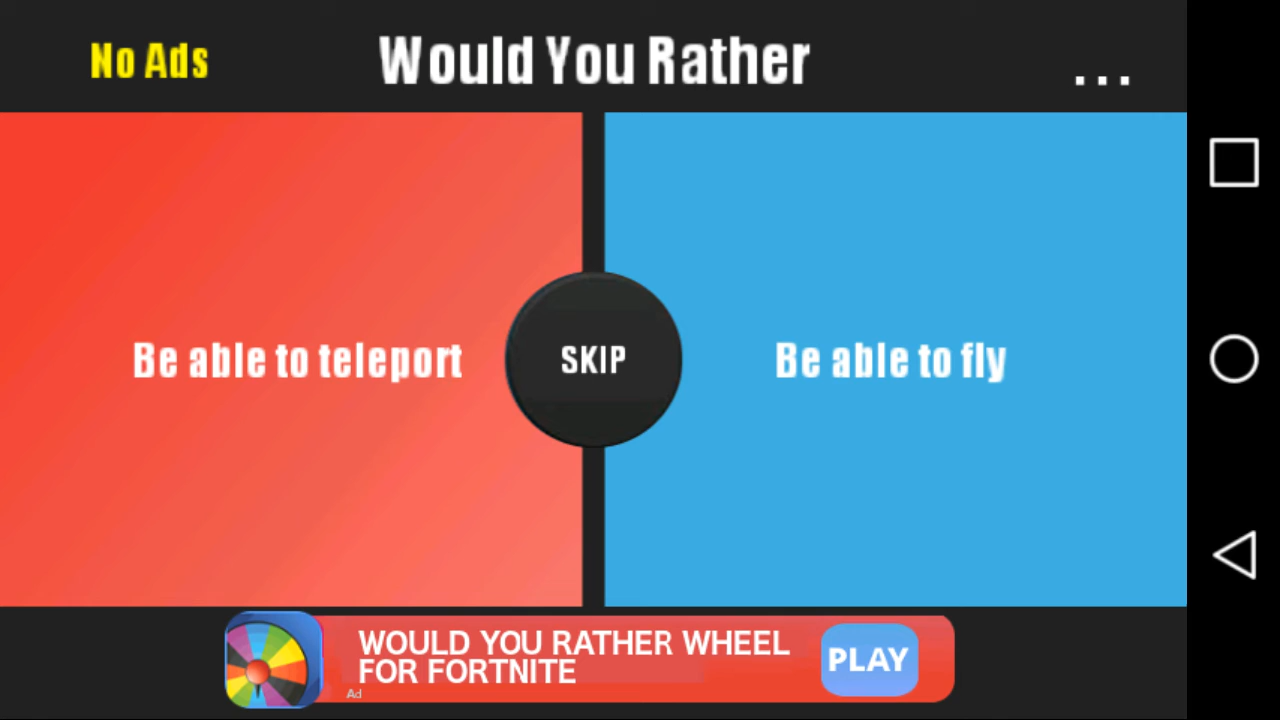 No Ads
Would You Rather
...
Be able to teleport
SKIP
Be able to fly
WOULD YOU RATHER WHEEL
FOR FORTNITE
PLAY
Ad